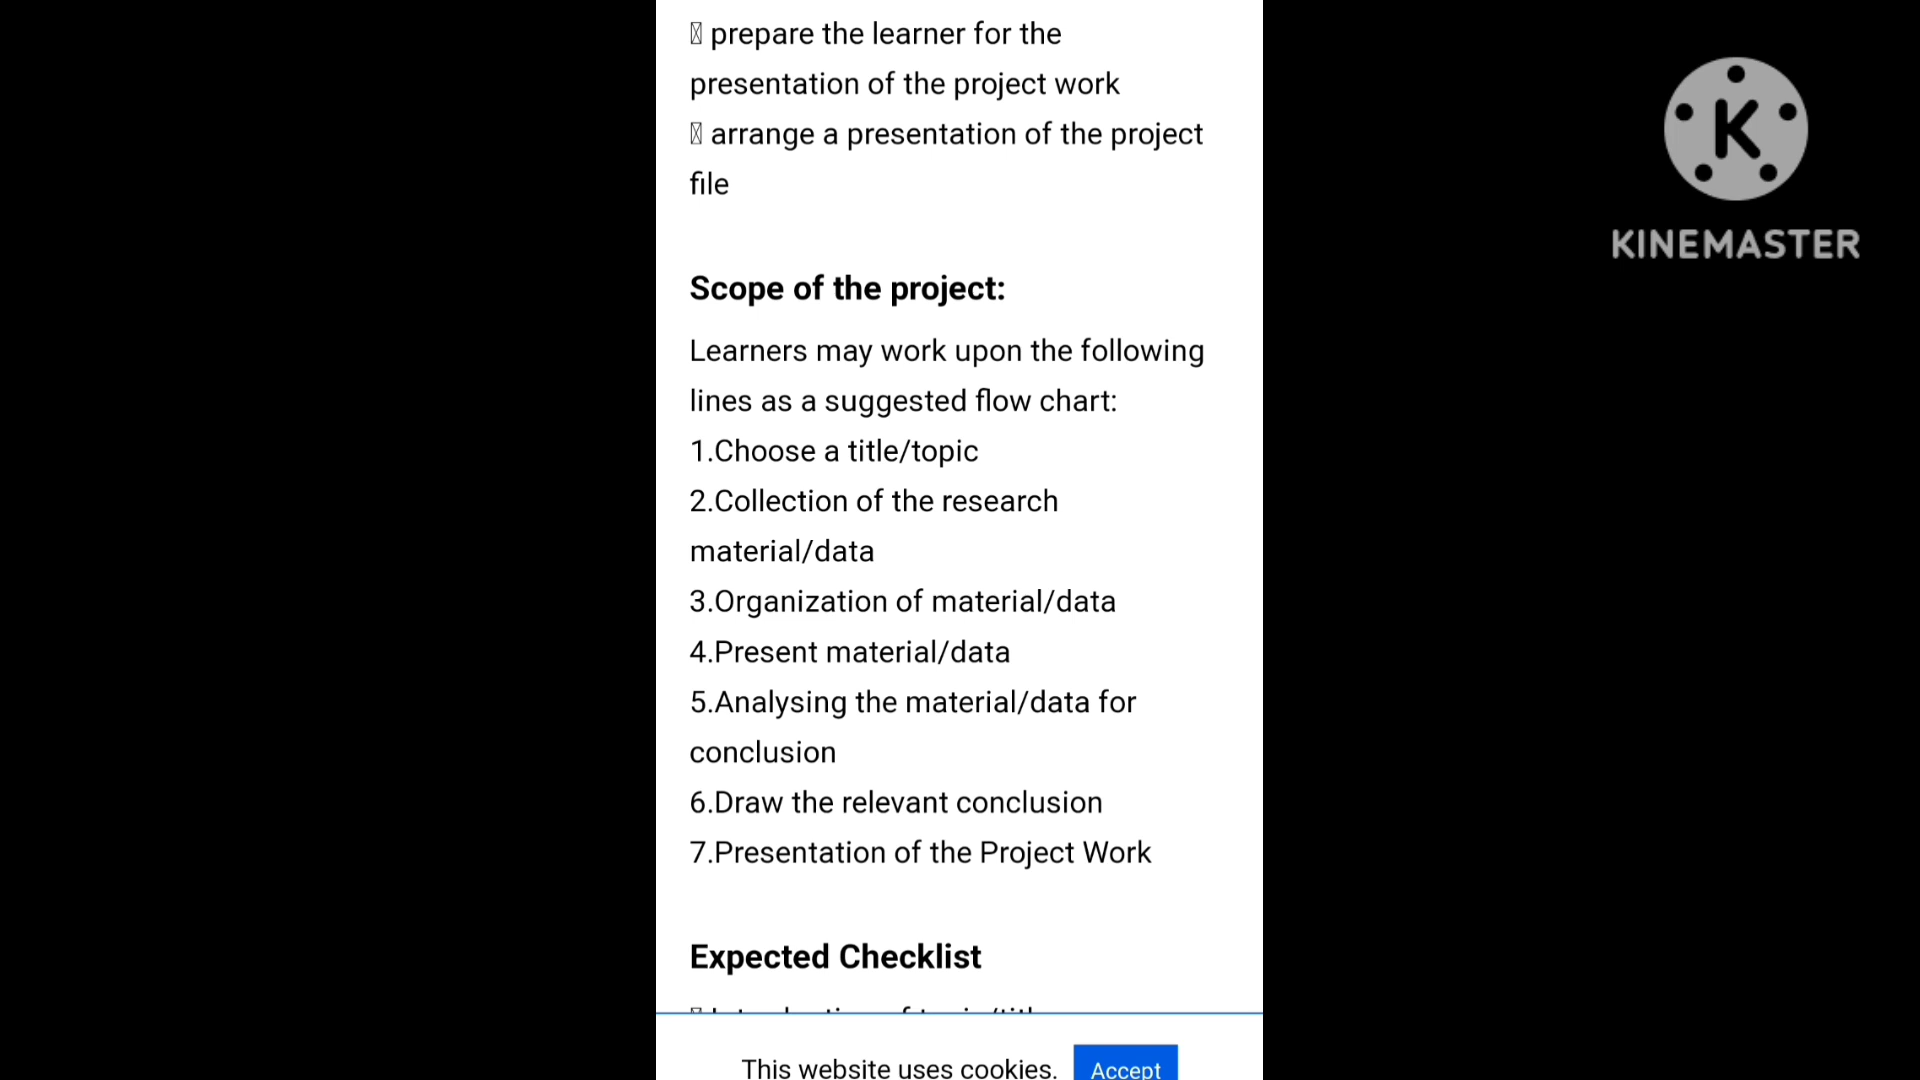 prepare the learner for the
presentation of the project work
arrange a presentation of the project
file
Scope of the project:
Learners may work upon the following
lines as a suggested flow chart:
1.Choose a title/topic
2.Collection of the research
material/data
3.Organization of material/data
4.Present material/data
5.Analysing the material/data for
conclusion
6.Draw the relevant conclusion
7.Presentation of the Project Work
Expected Checklist
This website uses cookies. Accept
K
KINEMASTER